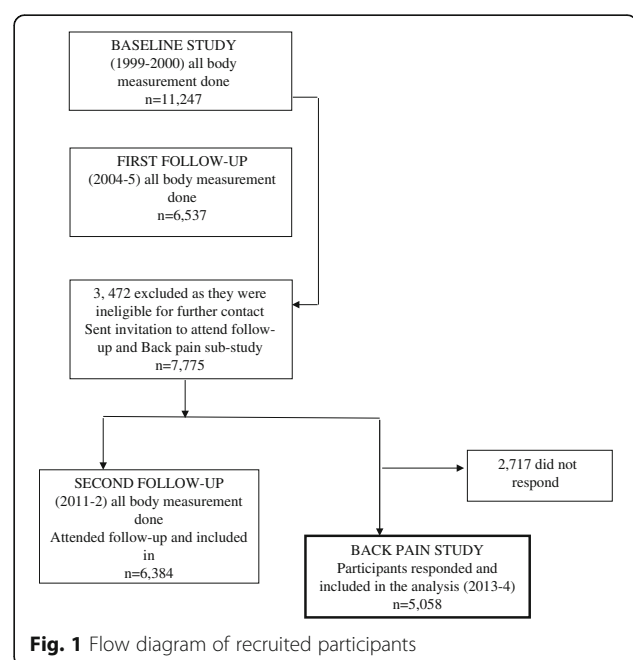 BASELINE STUDY
(1999-2000) all body
measurement done
n=11,247
FIRST FOLLOW-UP
(2004-5) all body measurement
done
n=6,537
3, 472 excluded as they were
ineligible for further contact
Sent invitation to attend follow-
up and Back pain sub-study
n=7,775
2,717 did not
respond
SECOND FOLLOW-UP
(2011-2) all body measurement
done
Attended follow-up and included
in
n=6,384
BACK PAIN STUDY
Participants responded and
included in the analysis (2013-4)
n=5,058
Fig. 1 Flow diagram of recruited participants